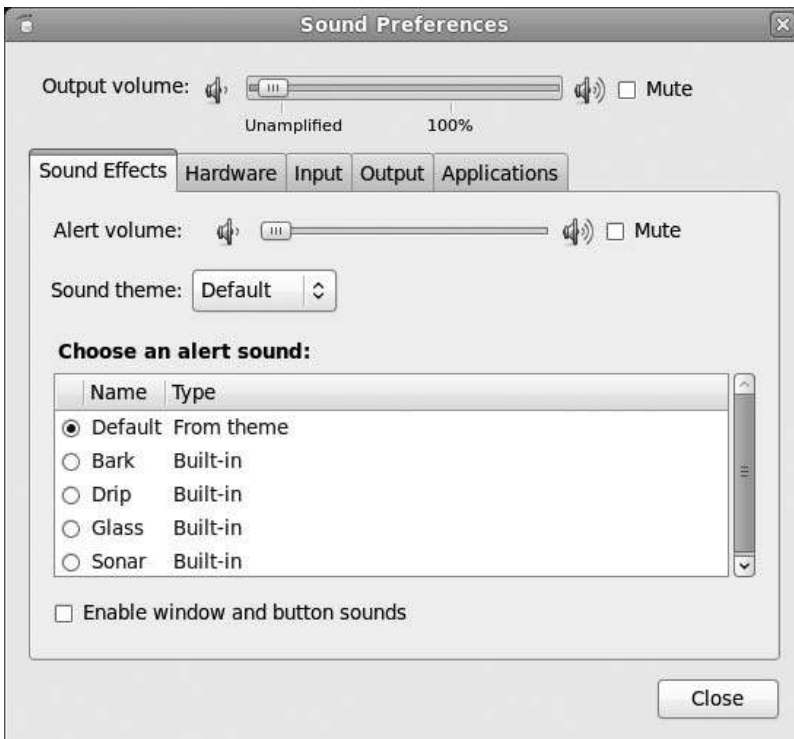 Sound Preferences
Output volume: Mute
Unamplified 100%
Sound Effects Hardware Input Output Applications
Alert volume: Mute
Sound theme: Default
Choose an alert sound:
Name Type
Default From theme
Bark Built-in
Drip Built-in
Glass Built-in
Sonar Built-in
Enable window and button sounds
Close